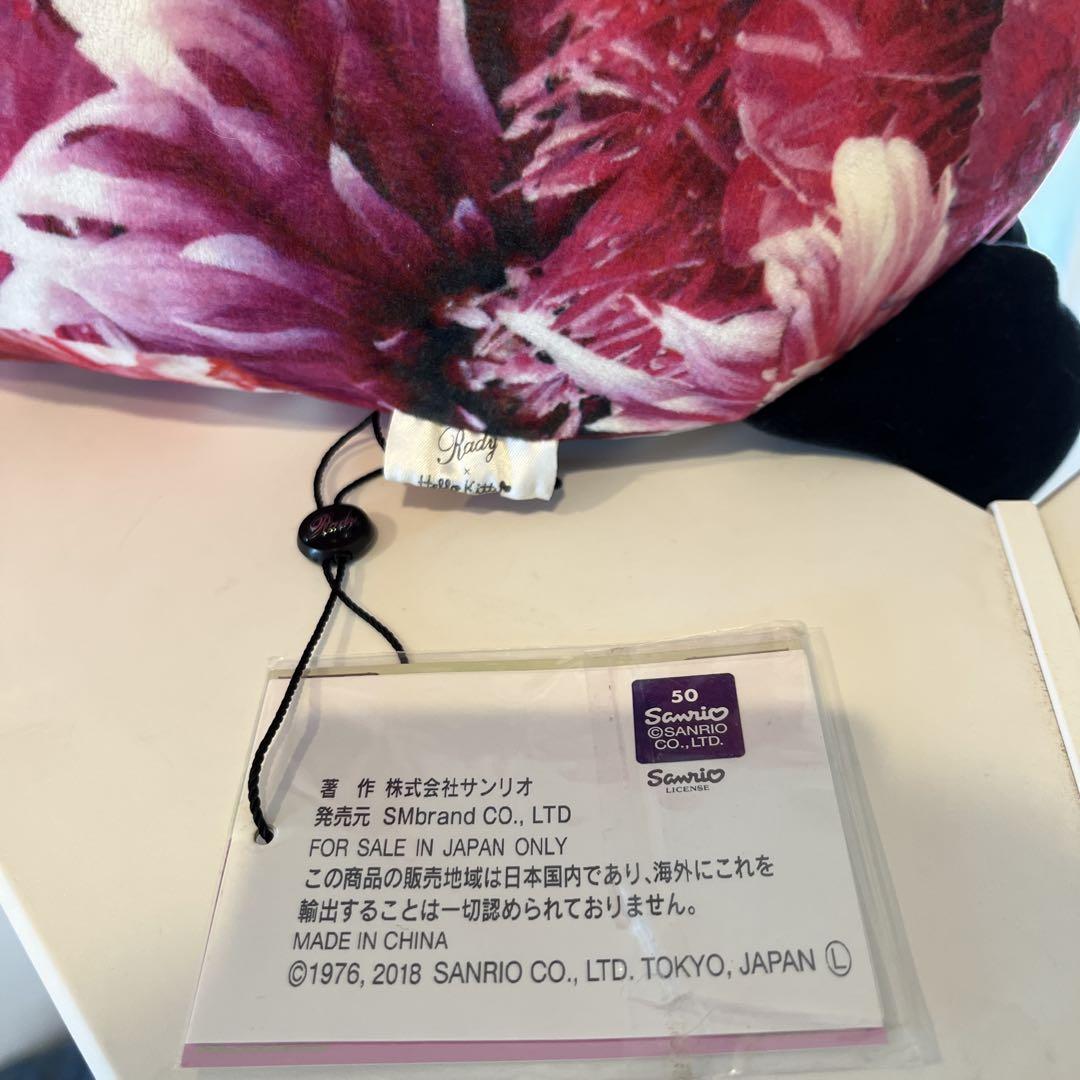 Rady
×
Hello Kitty
Rady
50
Sanrio
©SANRIO
CO., LTD.
Sanrio
LICENSE
著 作 株式会社サンリオ
発売元 SMbrand CO., LTD
FOR SALE IN JAPAN ONLY
この商品の販売地域は日本国内であり、海外にこれを
輸出することは一切認められておりません。
MADE IN CHINA
©1976, 2018 SANRIO CO., LTD. TOKYO, JAPAN Ⓛ